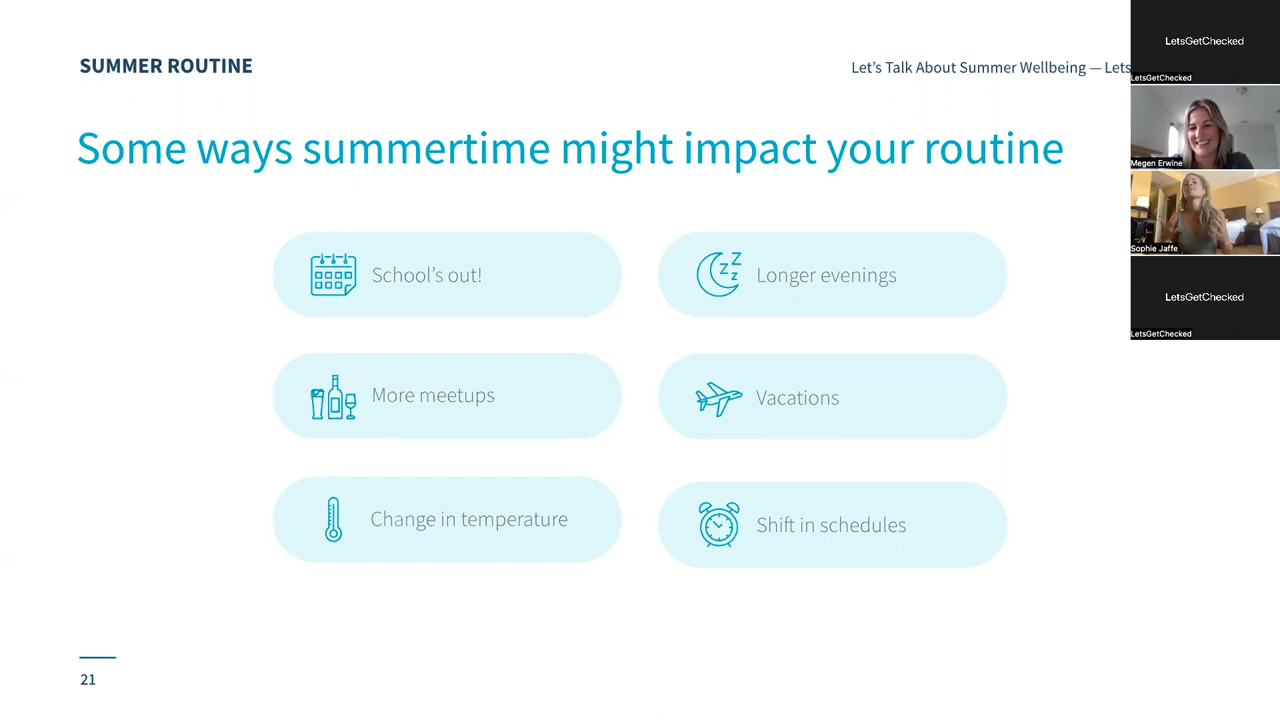 SUMMER ROUTINE
Let's Talk About Summer Wellbeing — Lets
Some ways summertime might impact your routine
School's out!
Longer evenings
More meetups
Vacations
Change in temperature
Shift in schedules
21
LetsGetChecked
LetsGetChecked
Megen Erwine
Sophie Jaffe
LetsGetChecked
LetsGetChecked